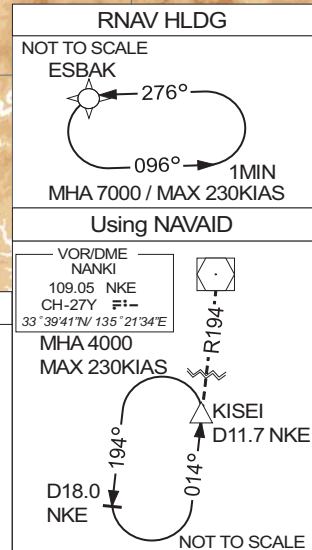 RNAV HLDG
NOT TO SCALE
ESBAK
276°
096°
1MIN
MHA 7000 / MAX 230KIAS
Using NAVAID
VOR/DME
NANKI
109.05 NKE
CH-27Y
33°39'41"N/ 135°21'34"E
R194
MHA 4000
MAX 230KIAS
KISEI
D11.7 NKE
194°
014°
D18.0
NKE
NOT TO SCALE